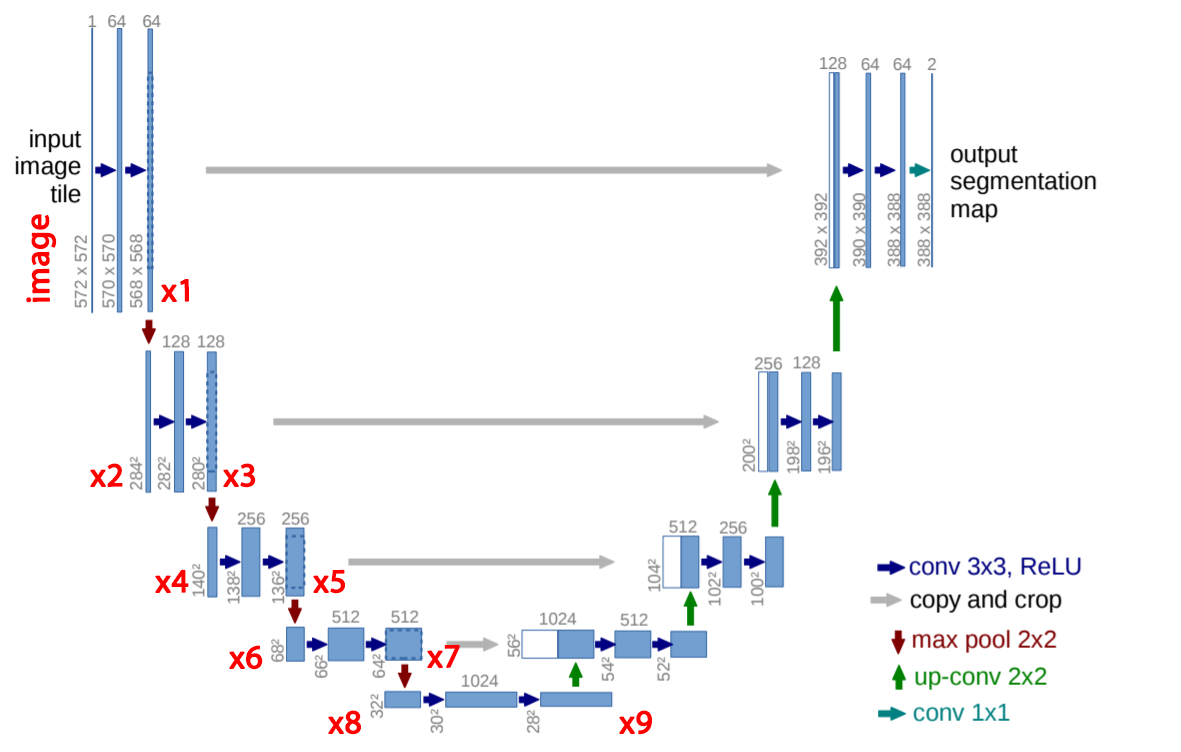 1 64 64
input
image
tile
image
572 x 572
570 x 570
568 x 568
x1
128 64 64 2
output
segmentation
map
392 x 392
390 x 390
388 x 388
388 x 388
128 128
x2
284²
282²
280²
x3
256 128
200²
198²
196²
256 256
x4
140²
138²
136²
x5
512 256
104²
102²
100²
512 512
x6
68²
66²
64²
x7
1024 512
56²
54²
52²
1024
x8
32²
30²
28²
x9
conv 3x3, ReLU
copy and crop
max pool 2x2
up-conv 2x2
conv 1x1